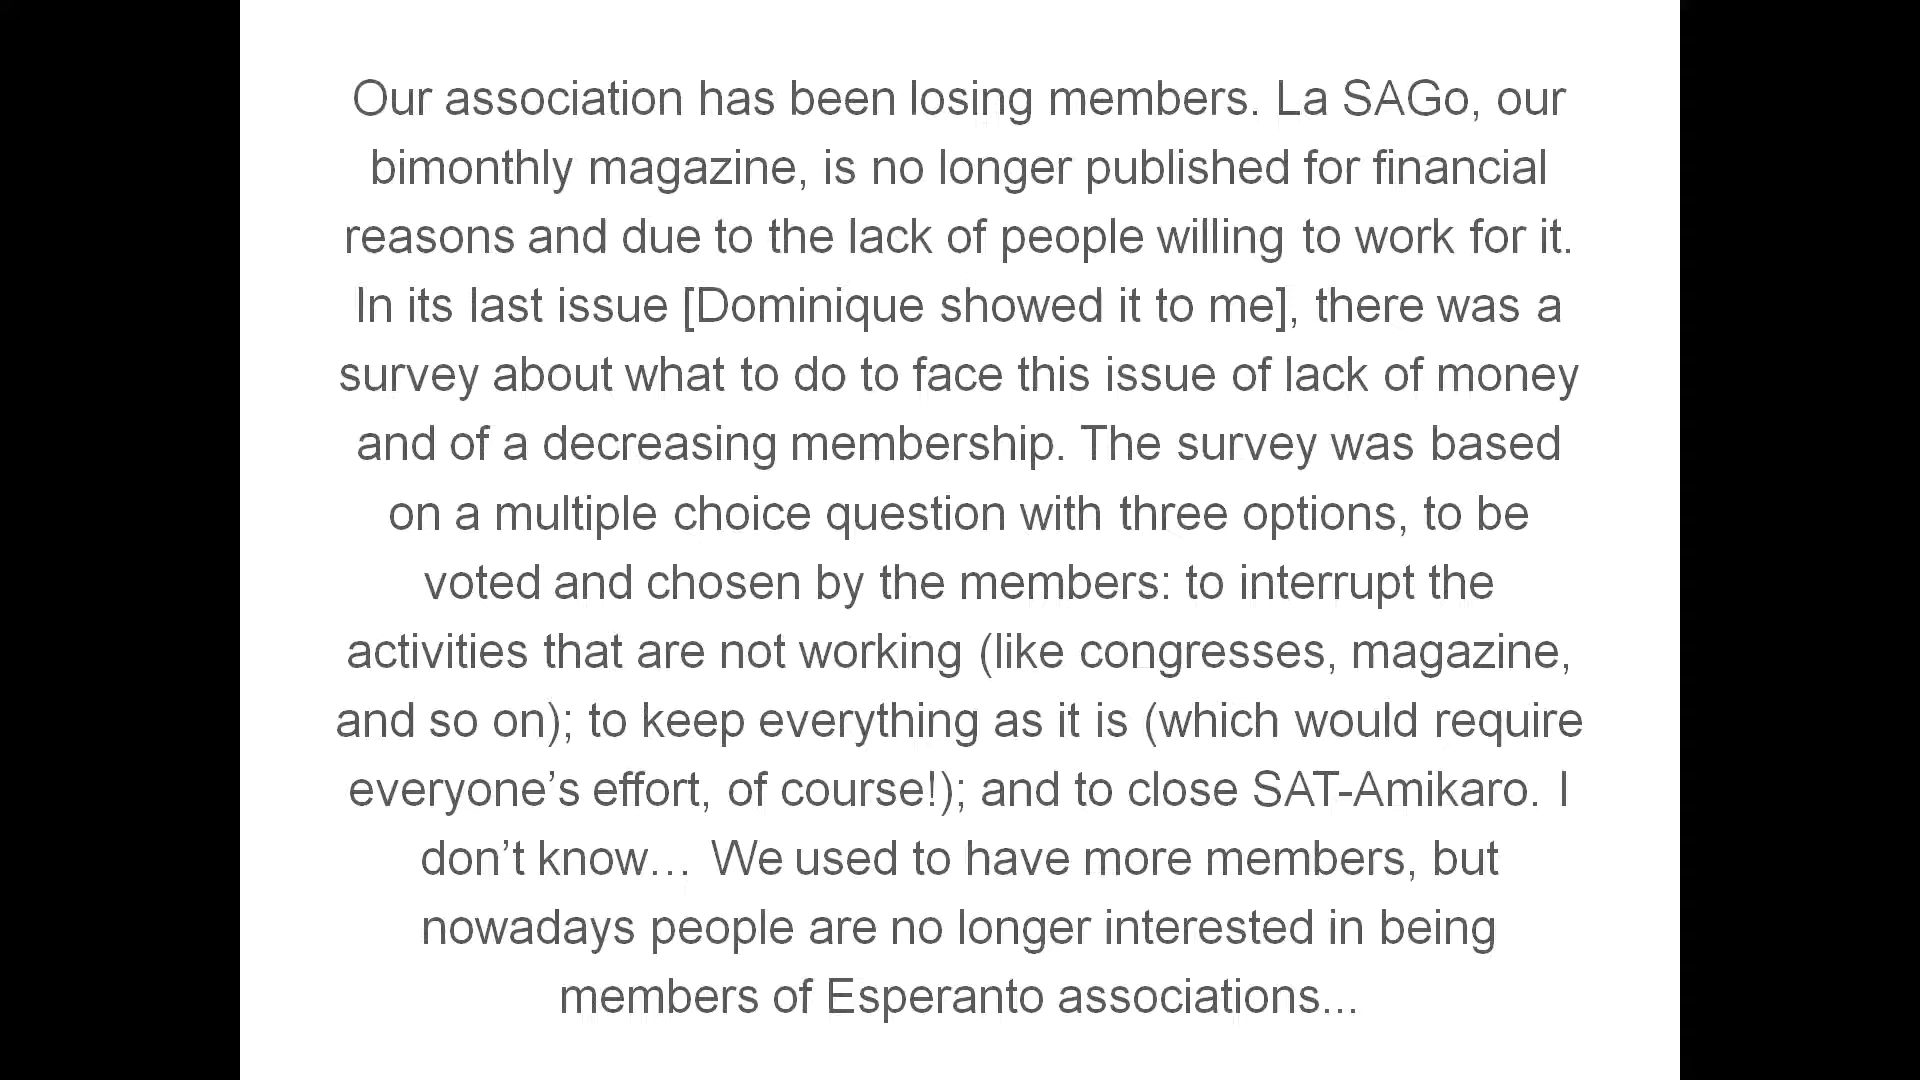 Our association has been losing members. La SAGo, our
bimonthly magazine, is no longer published for financial
reasons and due to the lack of people willing to work for it.
In its last issue [Dominique showed it to me], there was a
survey about what to do to face this issue of lack of money
and of a decreasing membership. The survey was based
on a multiple choice question with three options, to be
voted and chosen by the members: to interrupt the
activities that are not working (like congresses, magazine,
and so on); to keep everything as it is (which would require
everyone’s effort, of course!); and to close SAT-Amikaro. I
don’t know… We used to have more members, but
nowadays people are no longer interested in being
members of Esperanto associations...